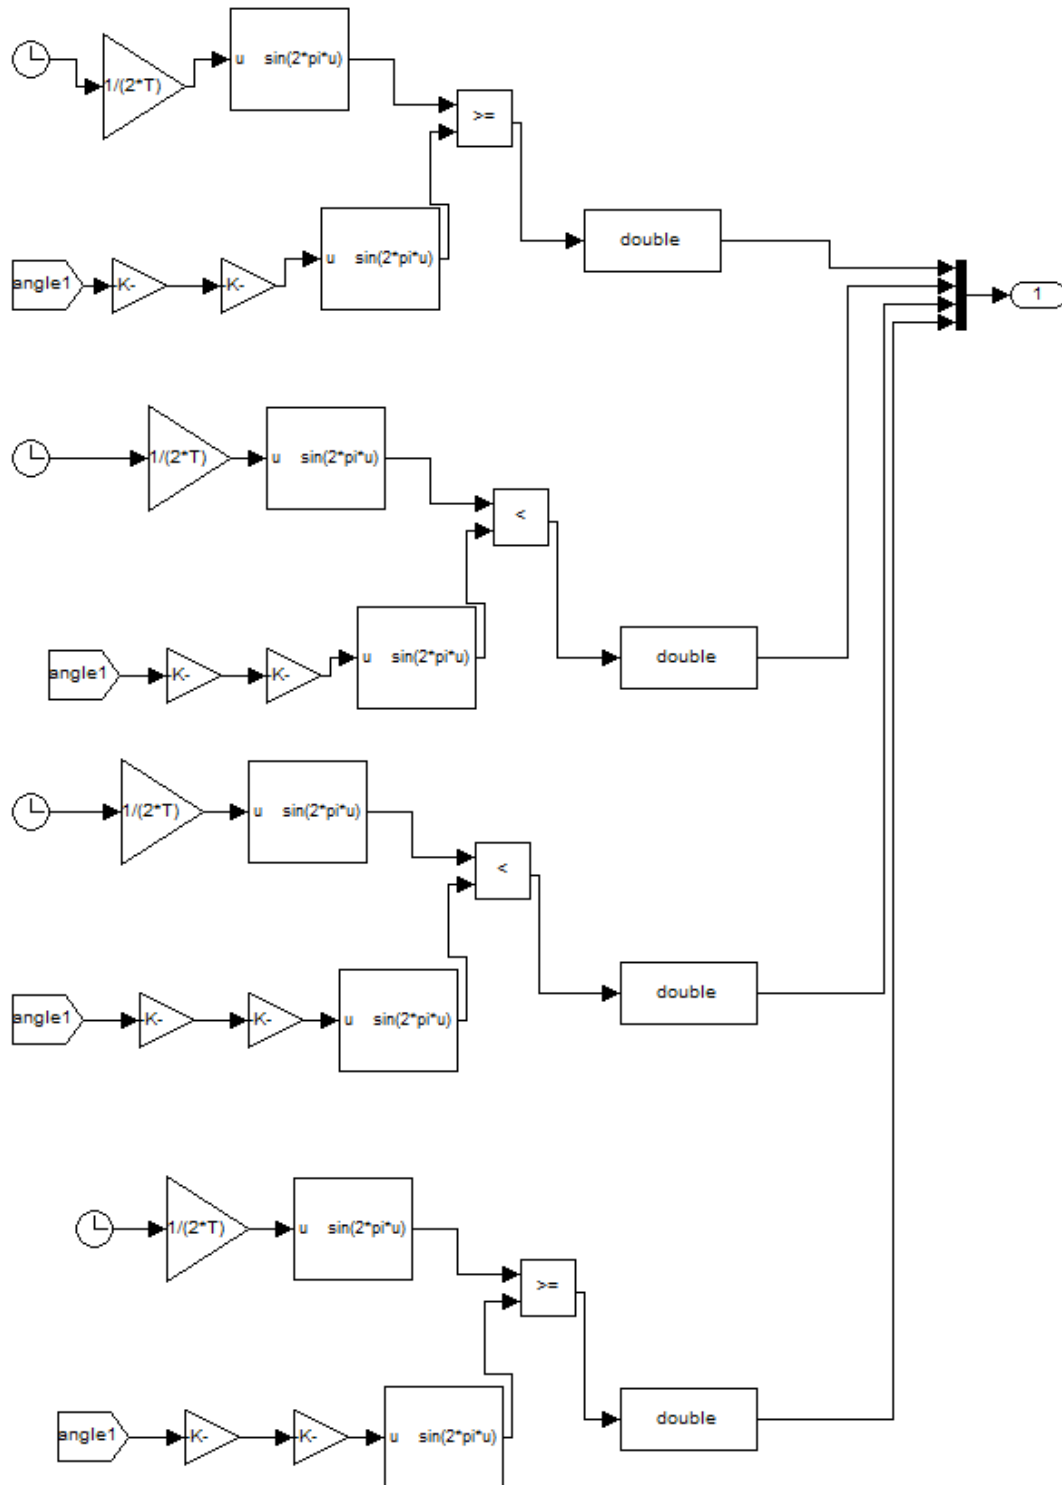 1/(2*T)
u sin(2*pi*u)
>=
angle1
-K-
-K-
u sin(2*pi*u)
double
1
1/(2*T)
u sin(2*pi*u)
<
angle1
-K-
-K-
u sin(2*pi*u)
double
1/(2*T)
u sin(2*pi*u)
<
angle1
-K-
-K-
u sin(2*pi*u)
double
1/(2*T)
u sin(2*pi*u)
>=
angle1
-K-
-K-
u sin(2*pi*u)
double